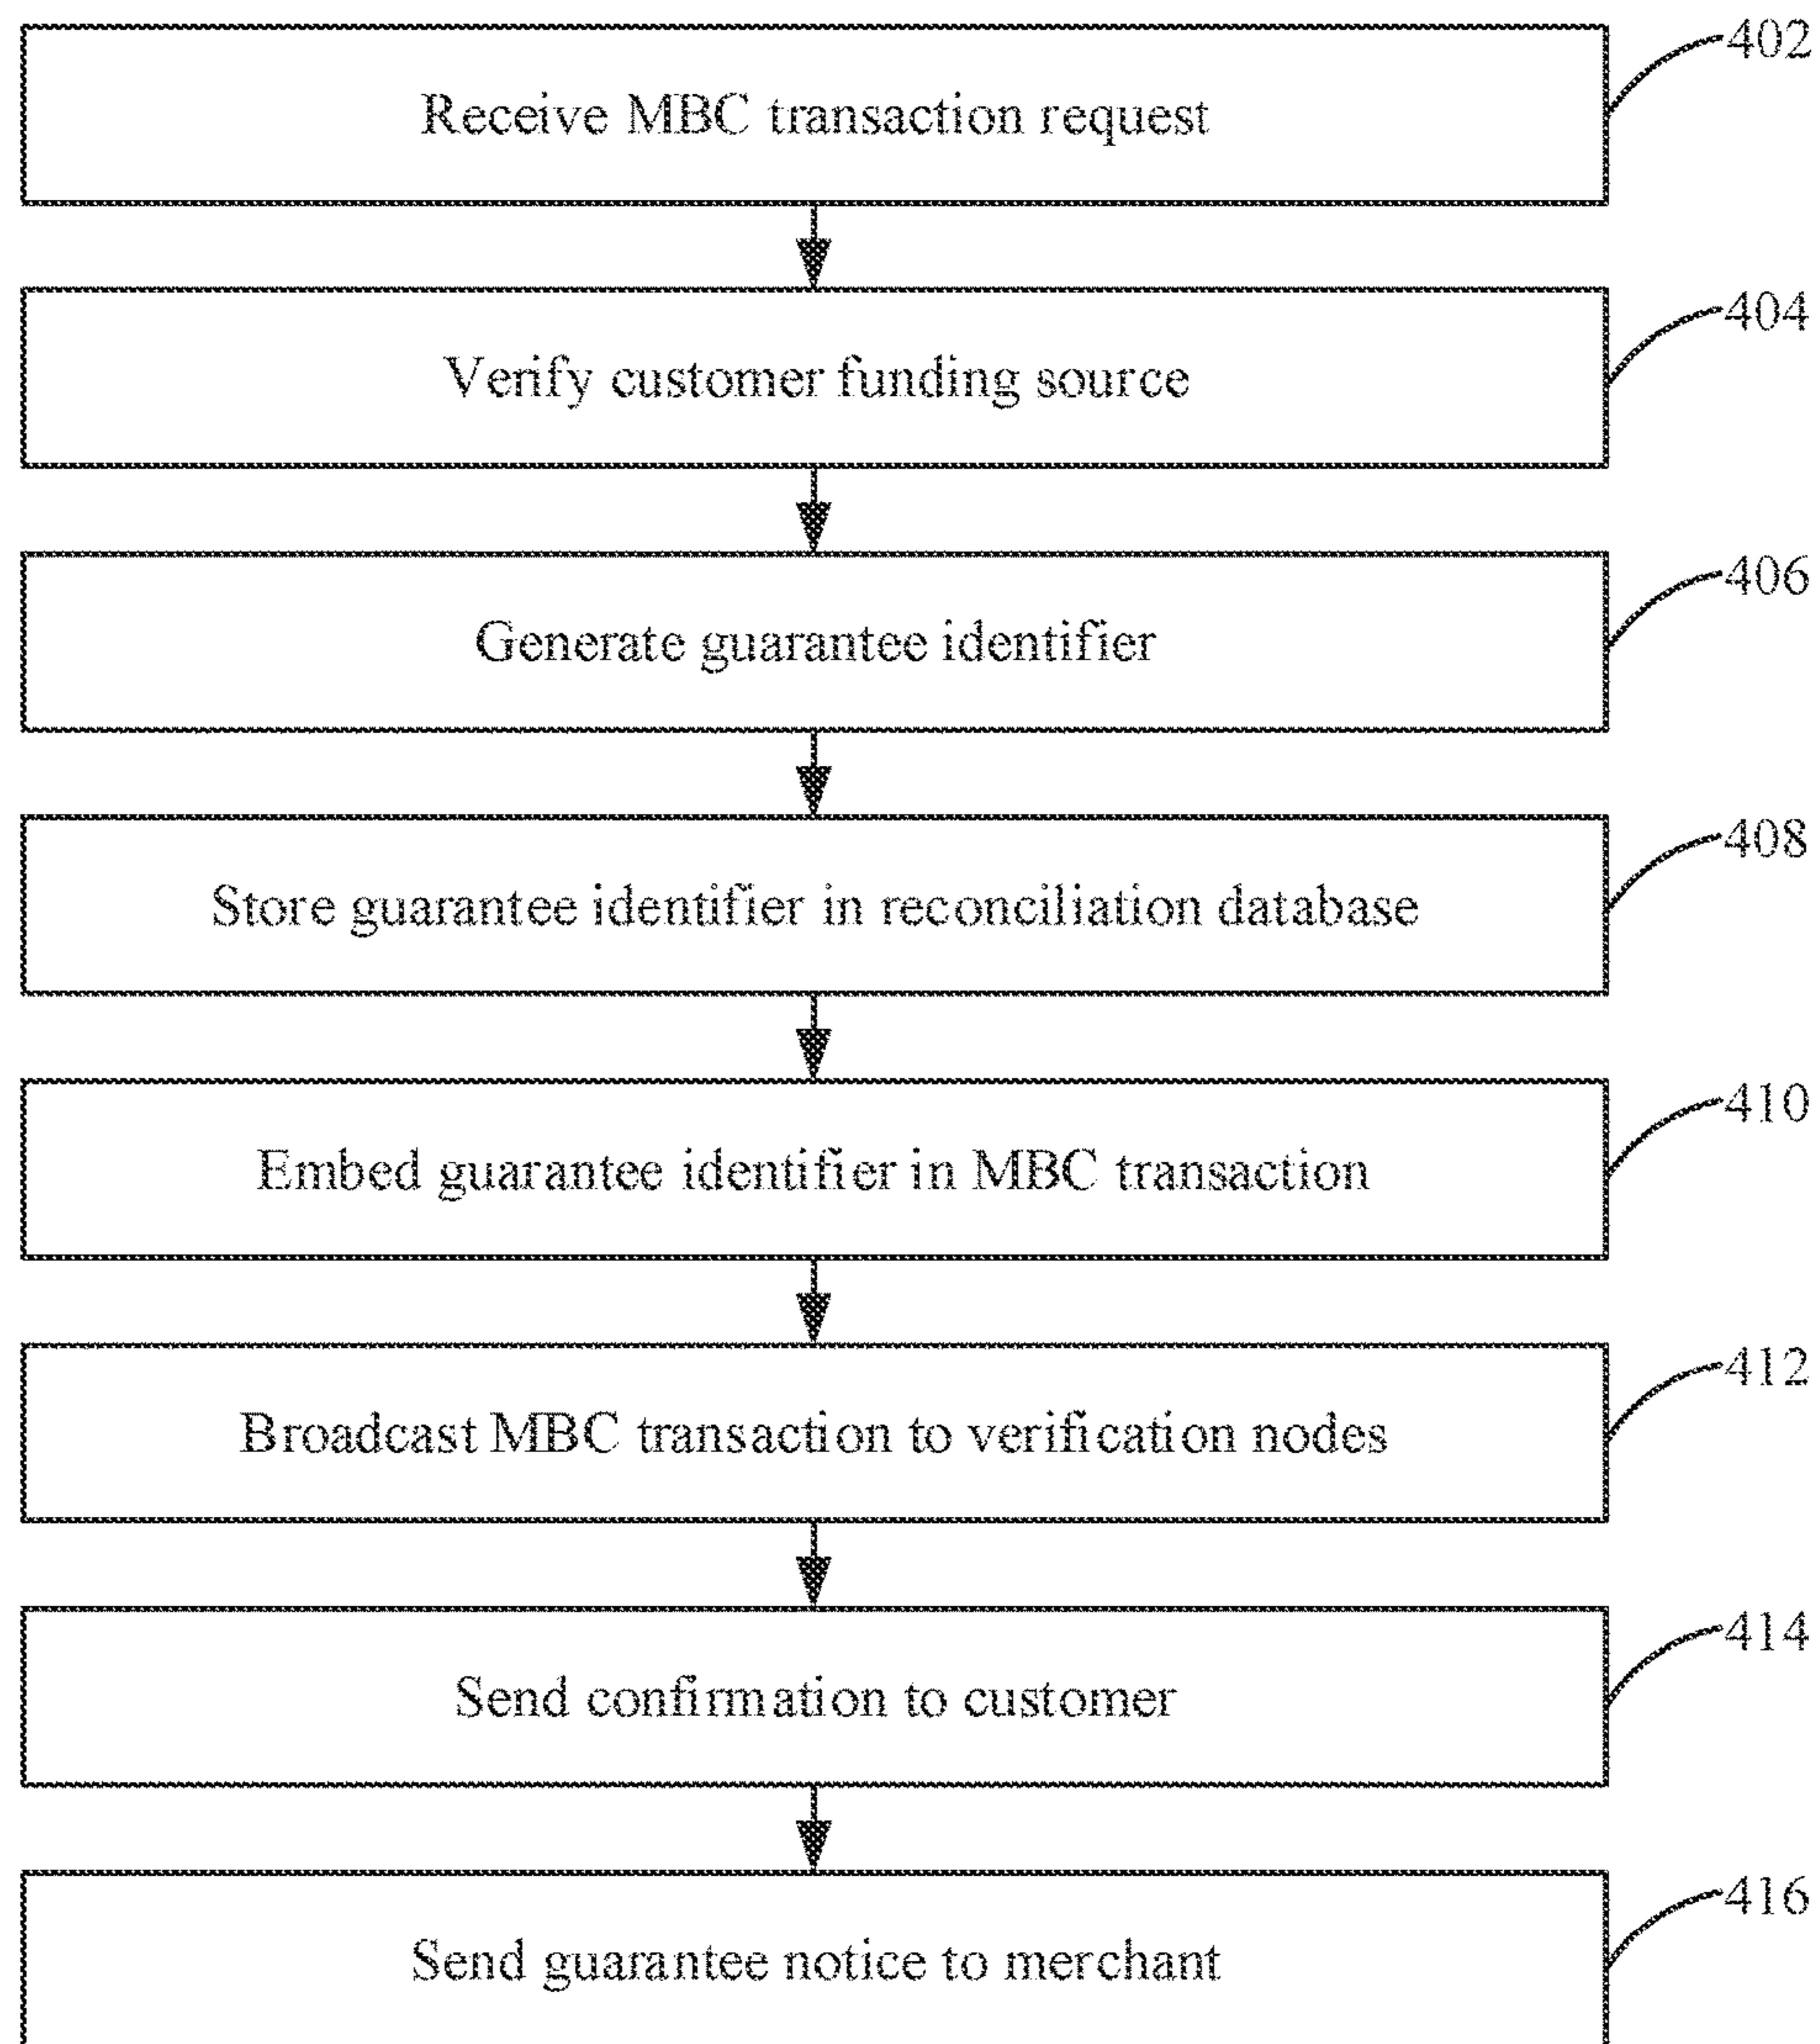 402
Receive MBC transaction request
404
Verify customer funding source
406
Generate guarantee identifier
408
Store guarantee identifier in reconciliation database
410
Embed guarantee identifier in MBC transaction
412
Broadcast MBC transaction to verification nodes
414
Send confirmation to customer
416
Send guarantee notice to merchant